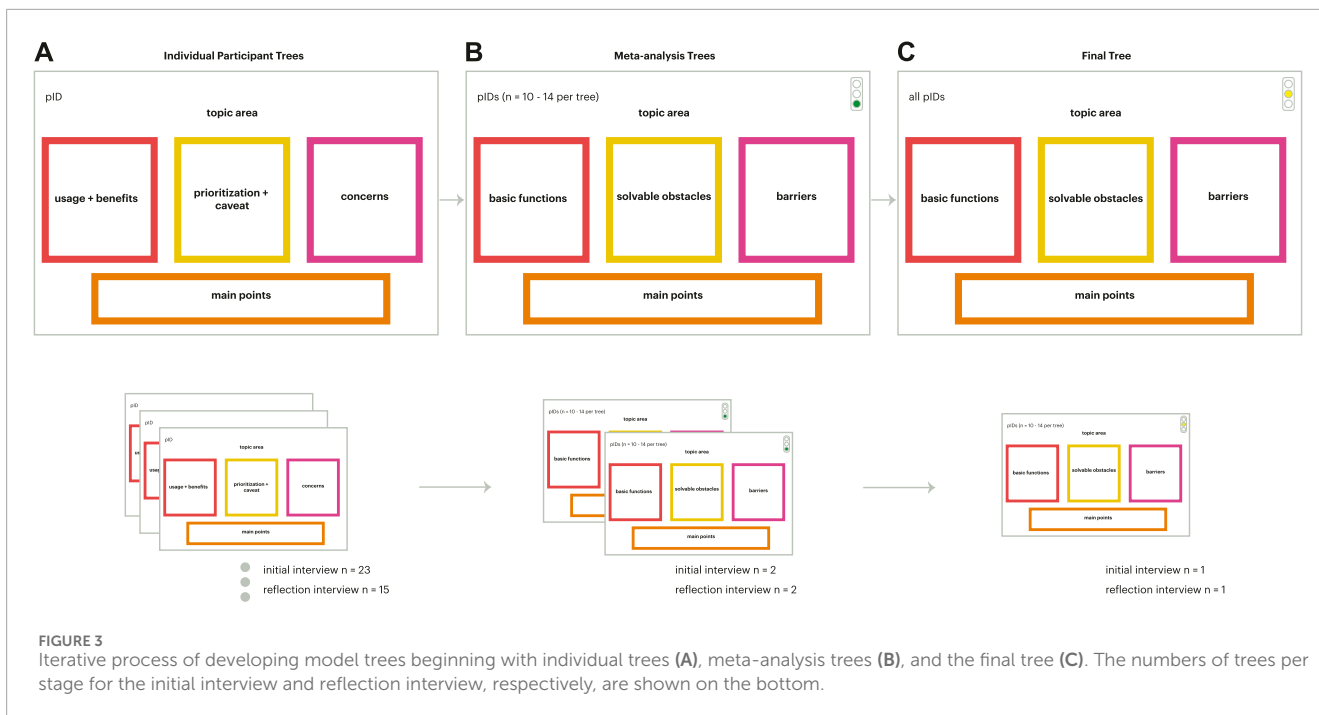 A
Individual Participant Trees
pID
topic area
usage + benefits
prioritization +
caveat
concerns
main points
B
Meta-analysis Trees
pIDs (n = 10 - 14 per tree)
topic area
basic functions
solvable obstacles
barriers
main points
C
Final Tree
all pIDs
topic area
basic functions
solvable obstacles
barriers
main points
pID
pID
pID
topic area
usage + benefits
prioritization +
caveat
concerns
main points
initial interview n = 23
reflection interview n = 15
pIDs (n = 10 - 14 per tree)
topic area
basic functions
pIDs (n = 10 - 14 per tree)
topic area
basic functions
solvable obstacles
barriers
main points
initial interview n = 2
reflection interview n = 2
pIDs (n = 10 - 14 per tree)
topic area
basic functions
solvable obstacles
barriers
main points
initial interview n = 1
reflection interview n = 1
FIGURE 3
Iterative process of developing model trees beginning with individual trees (A), meta-analysis trees (B), and the final tree (C). The numbers of trees per
stage for the initial interview and reflection interview, respectively, are shown on the bottom.